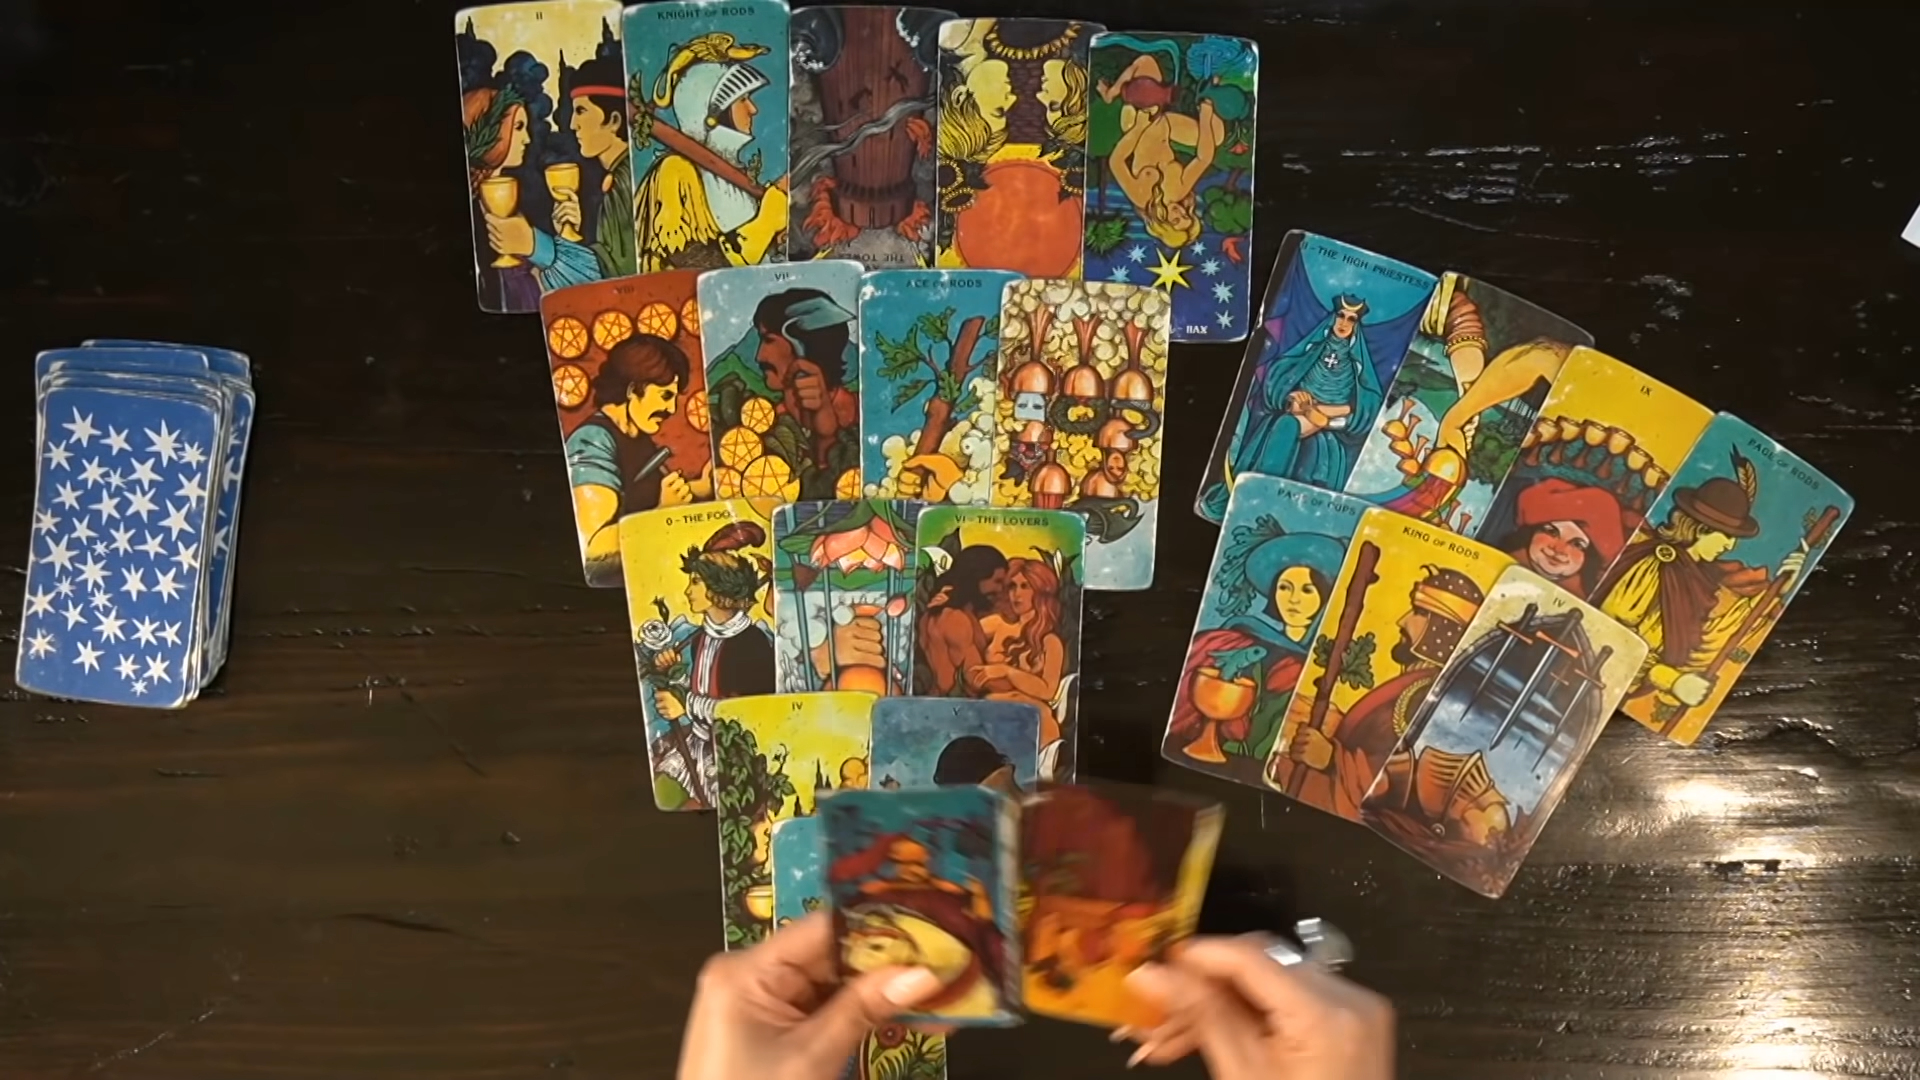 II
KNIGHT OF RODS
THE TOWER
XVII -
II - THE HIGH PRIESTESS
VIII
VII
ACE OF RODS
IX
PAGE OF RODS
0 - THE FOOL
VI - THE LOVERS
PAGE OF CUPS
KING OF RODS
IV
IV
V